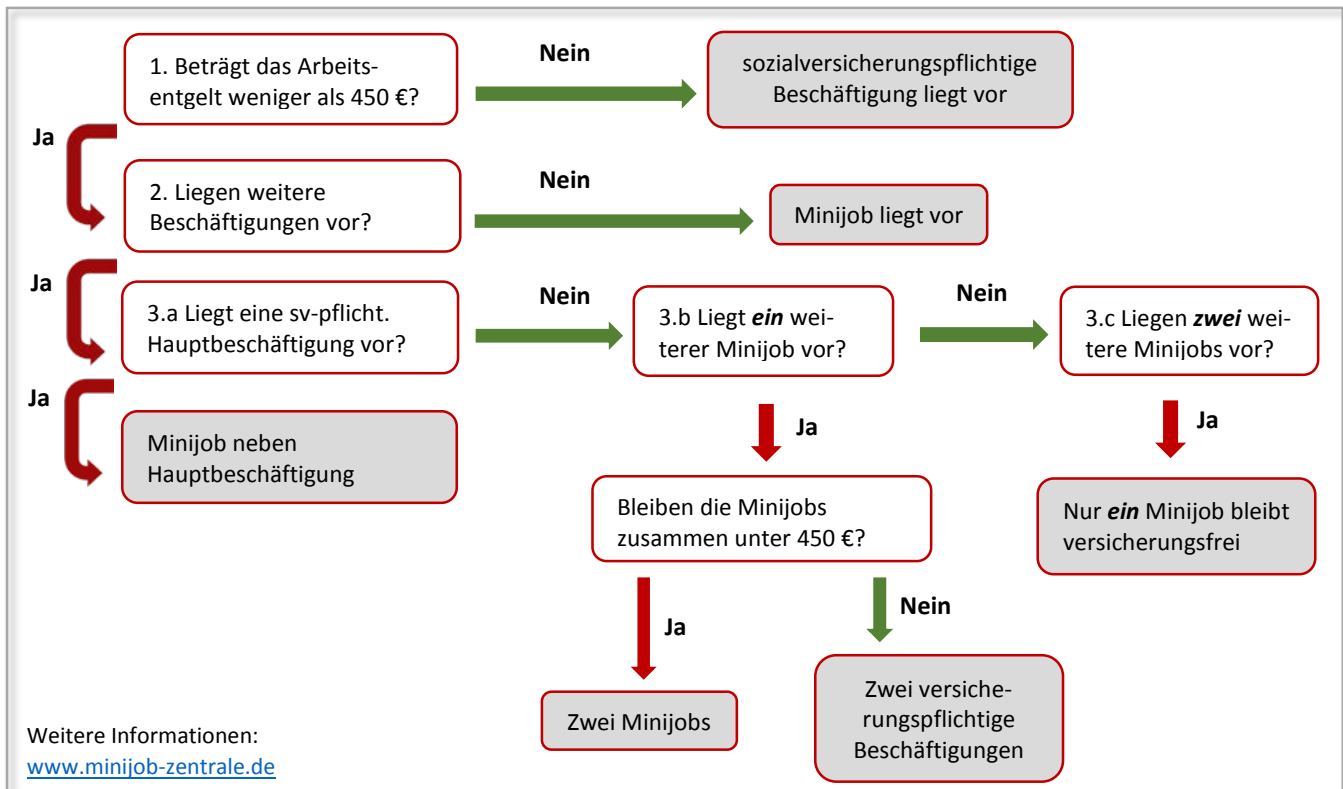 Nein
1. Beträgt das Arbeits-
entgelt weniger als 450 €?
sozialversicherungspflichtige
Beschäftigung liegt vor
Ja
2. Liegen weitere
Beschäftigungen vor?
Nein
Minijob liegt vor
Ja
3.a Liegt eine sv-pflicht.
Hauptbeschäftigung vor?
Nein
3.b Liegt ein wei-
terer Minijob vor?
Nein
3.c Liegen zwei wei-
tere Minijobs vor?
Ja
Minijob neben
Hauptbeschäftigung
Ja
Ja
Bleiben die Minijobs
zusammen unter 450 €?
Nur ein Minijob bleibt
versicherungsfrei
Ja
Nein
Zwei Minijobs
Zwei versiche-
rungspflichtige
Beschäftigungen
Weitere Informationen:
www.minijob-zentrale.de